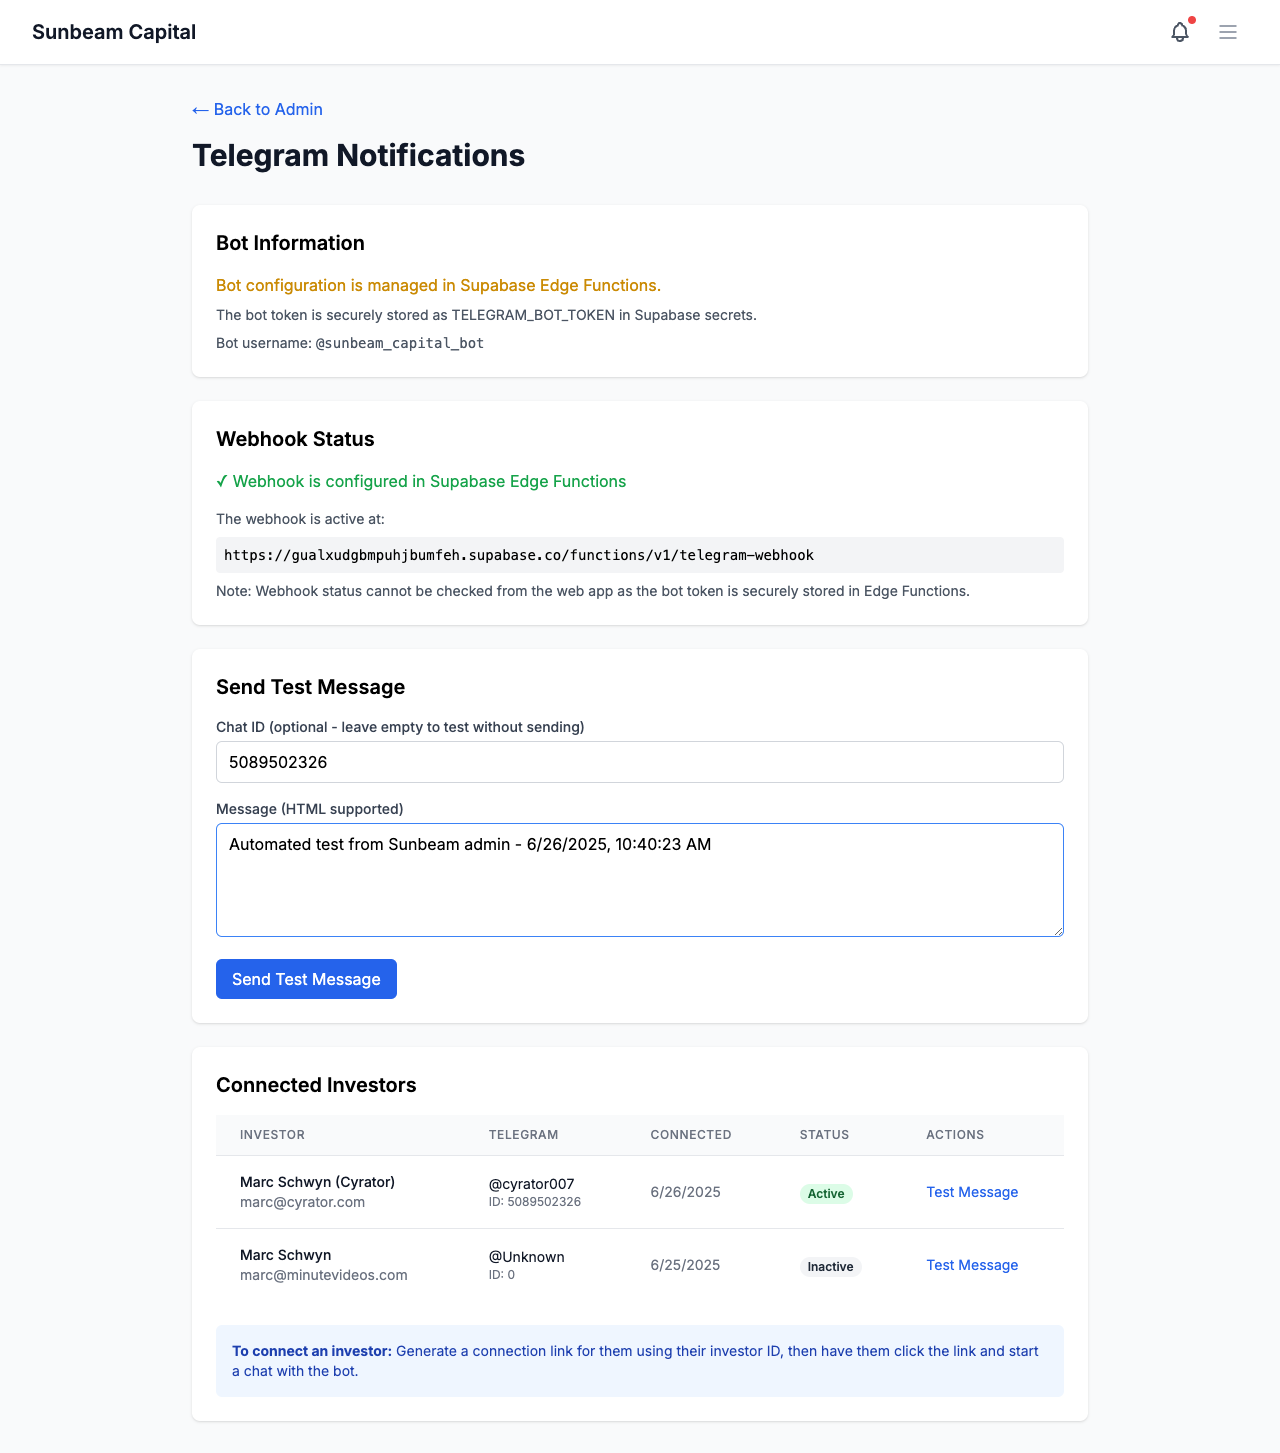 Sunbeam Capital
← Back to Admin
Telegram Notifications
Bot Information
Bot configuration is managed in Supabase Edge Functions.
The bot token is securely stored as TELEGRAM_BOT_TOKEN in Supabase secrets.
Bot username: @sunbeam_capital_bot
Webhook Status
✓ Webhook is configured in Supabase Edge Functions
The webhook is active at:
https://gualxudgbmpuhjbumfeh.supabase.co/functions/v1/telegram-webhook
Note: Webhook status cannot be checked from the web app as the bot token is securely stored in Edge Functions.
Send Test Message
Chat ID (optional - leave empty to test without sending)
5089502326
Message (HTML supported)
Automated test from Sunbeam admin - 6/26/2025, 10:40:23 AM
Send Test Message
Connected Investors
INVESTOR TELEGRAM CONNECTED STATUS ACTIONS
Marc Schwyn (Cyrator) @cyrator007 6/26/2025 Active Test Message
marc@cyrator.com ID: 5089502326
Marc Schwyn @Unknown 6/25/2025 Inactive Test Message
marc@minutevideos.com ID: 0
To connect an investor: Generate a connection link for them using their investor ID, then have them click the link and start
a chat with the bot.